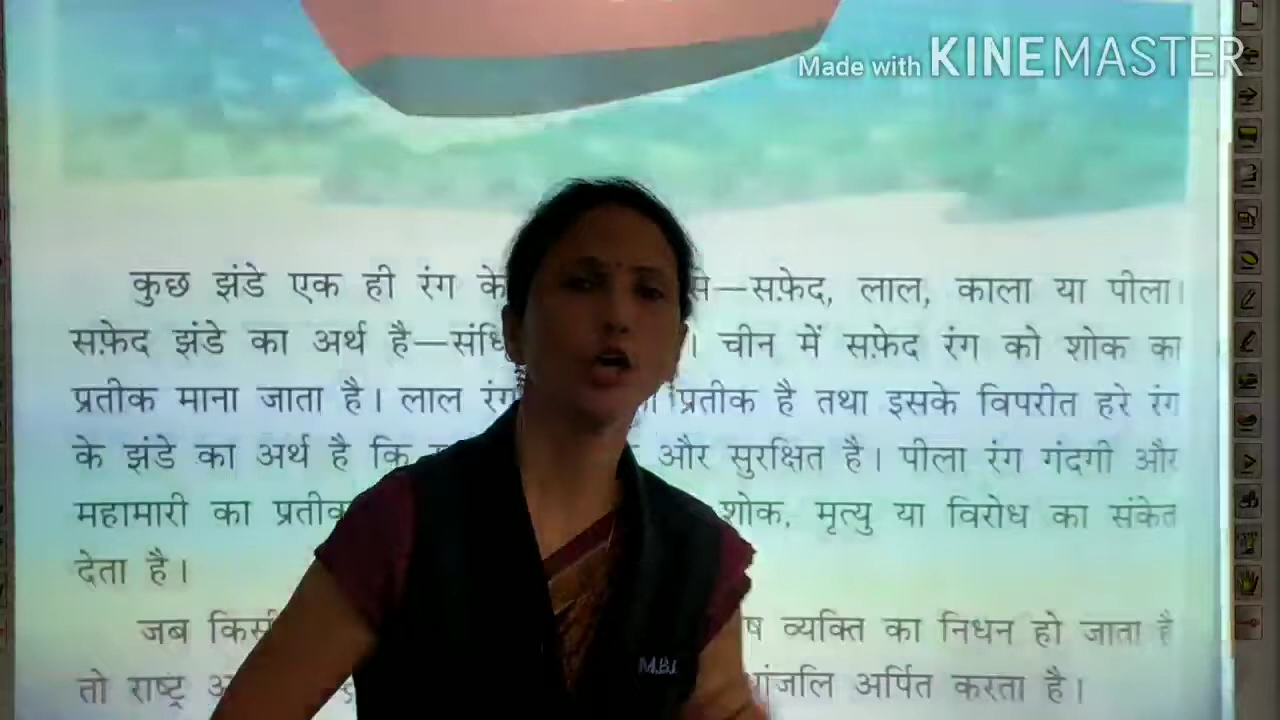 Made with KINEMASTER
कुछ झंडे एक ही रंग के से—सफ़ेद, लाल, काला या पीला।
सफ़ेद झंडे का अर्थ है—संधि । चीन में सफ़ेद रंग को शोक का
प्रतीक माना जाता है। लाल रंग का प्रतीक है तथा इसके विपरीत हरे रंग
के झंडे का अर्थ है कि और सुरक्षित है। पीला रंग गंदगी और
महामारी का प्रतीक शोक, मृत्यु या विरोध का संकेत
देता है।
जब किसी व्यक्ति का निधन हो जाता है
तो राष्ट्र अर्पित करता है।
M.B.I.